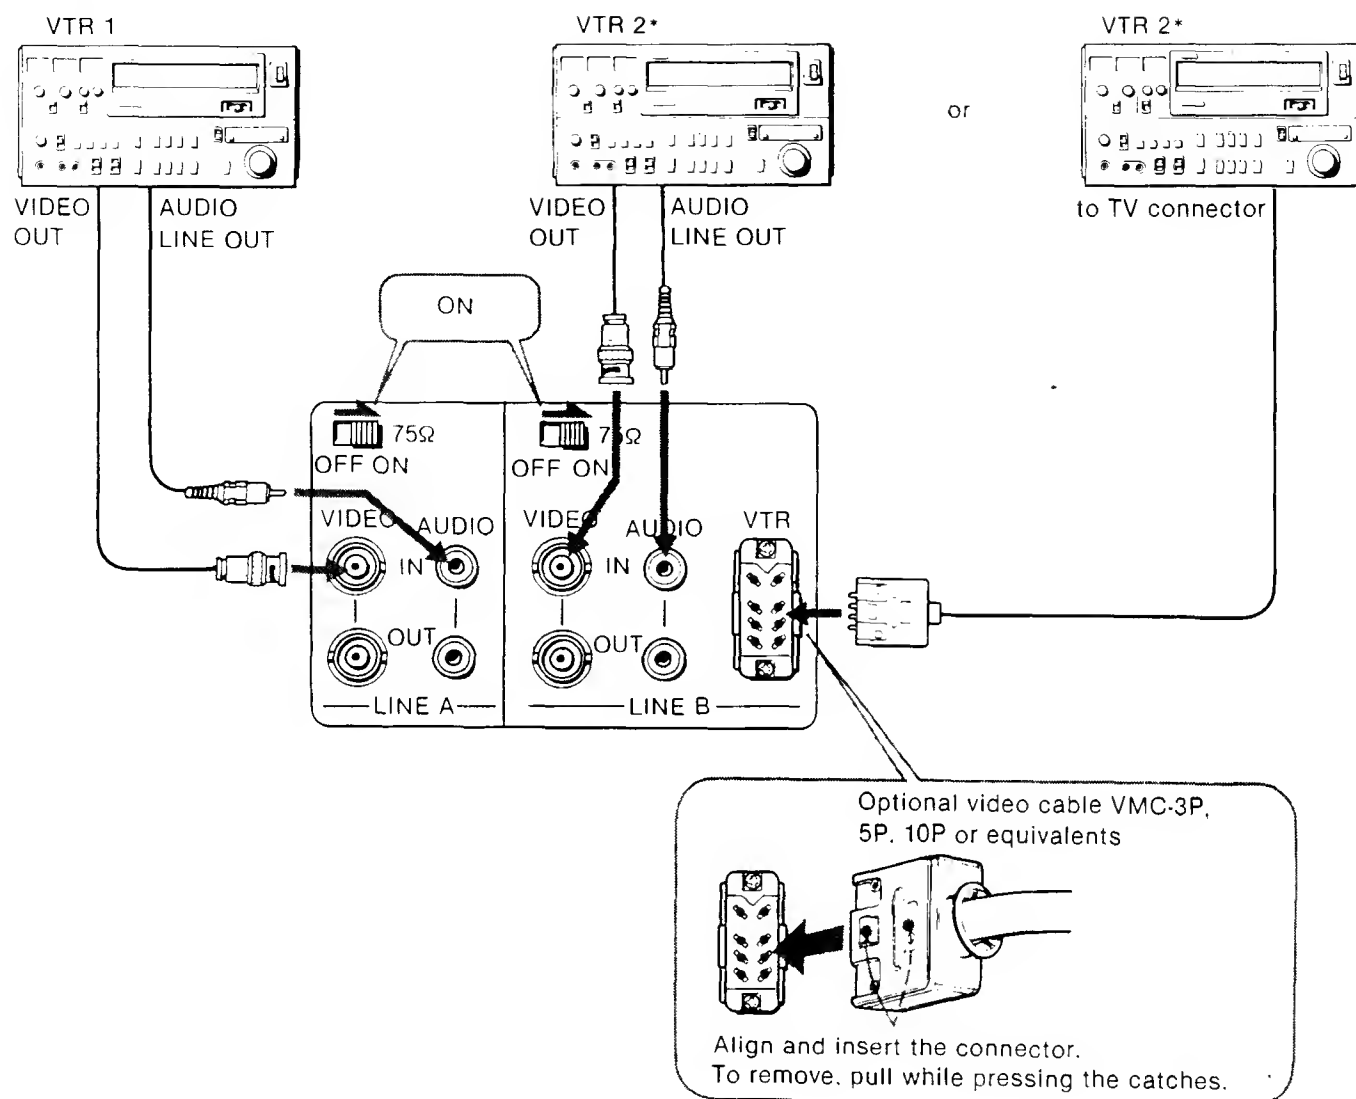 VTR 1
VTR 2*
or
VTR 2*
VIDEO OUT
AUDIO LINE OUT
VIDEO OUT
AUDIO LINE OUT
to TV connector
ON
75Ω
OFF ON
75Ω
OFF ON
VIDEO
AUDIO
IN
OUT
LINE A
VIDEO
AUDIO
VTR
IN
OUT
LINE B
Optional video cable VMC-3P,
5P, 10P or equivalents
Align and insert the connector.
To remove, pull while pressing the catches.